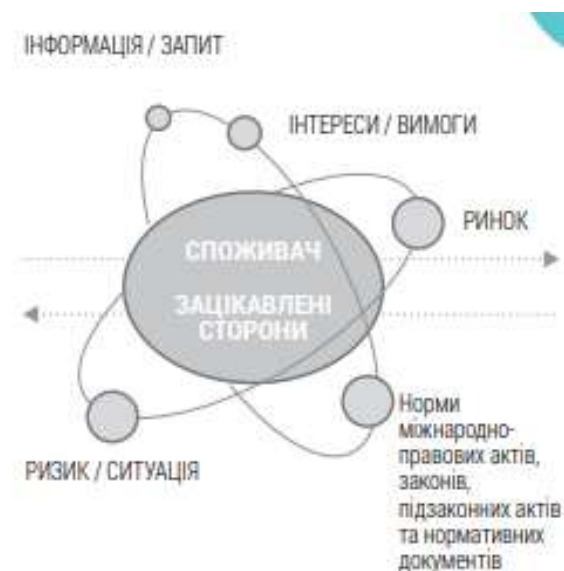 ІНФОРМАЦІЯ / ЗАПИТ
ІНТЕРЕСИ / ВИМОГИ
РИНОК
СПОЖИВАЧ
ЗАЦІКАВЛЕНІ
СТОРОНИ
РИЗИК / СИТУАЦІЯ
Норми
міжнародно-
правових актів,
законів,
підзаконних актів
та нормативних
документів